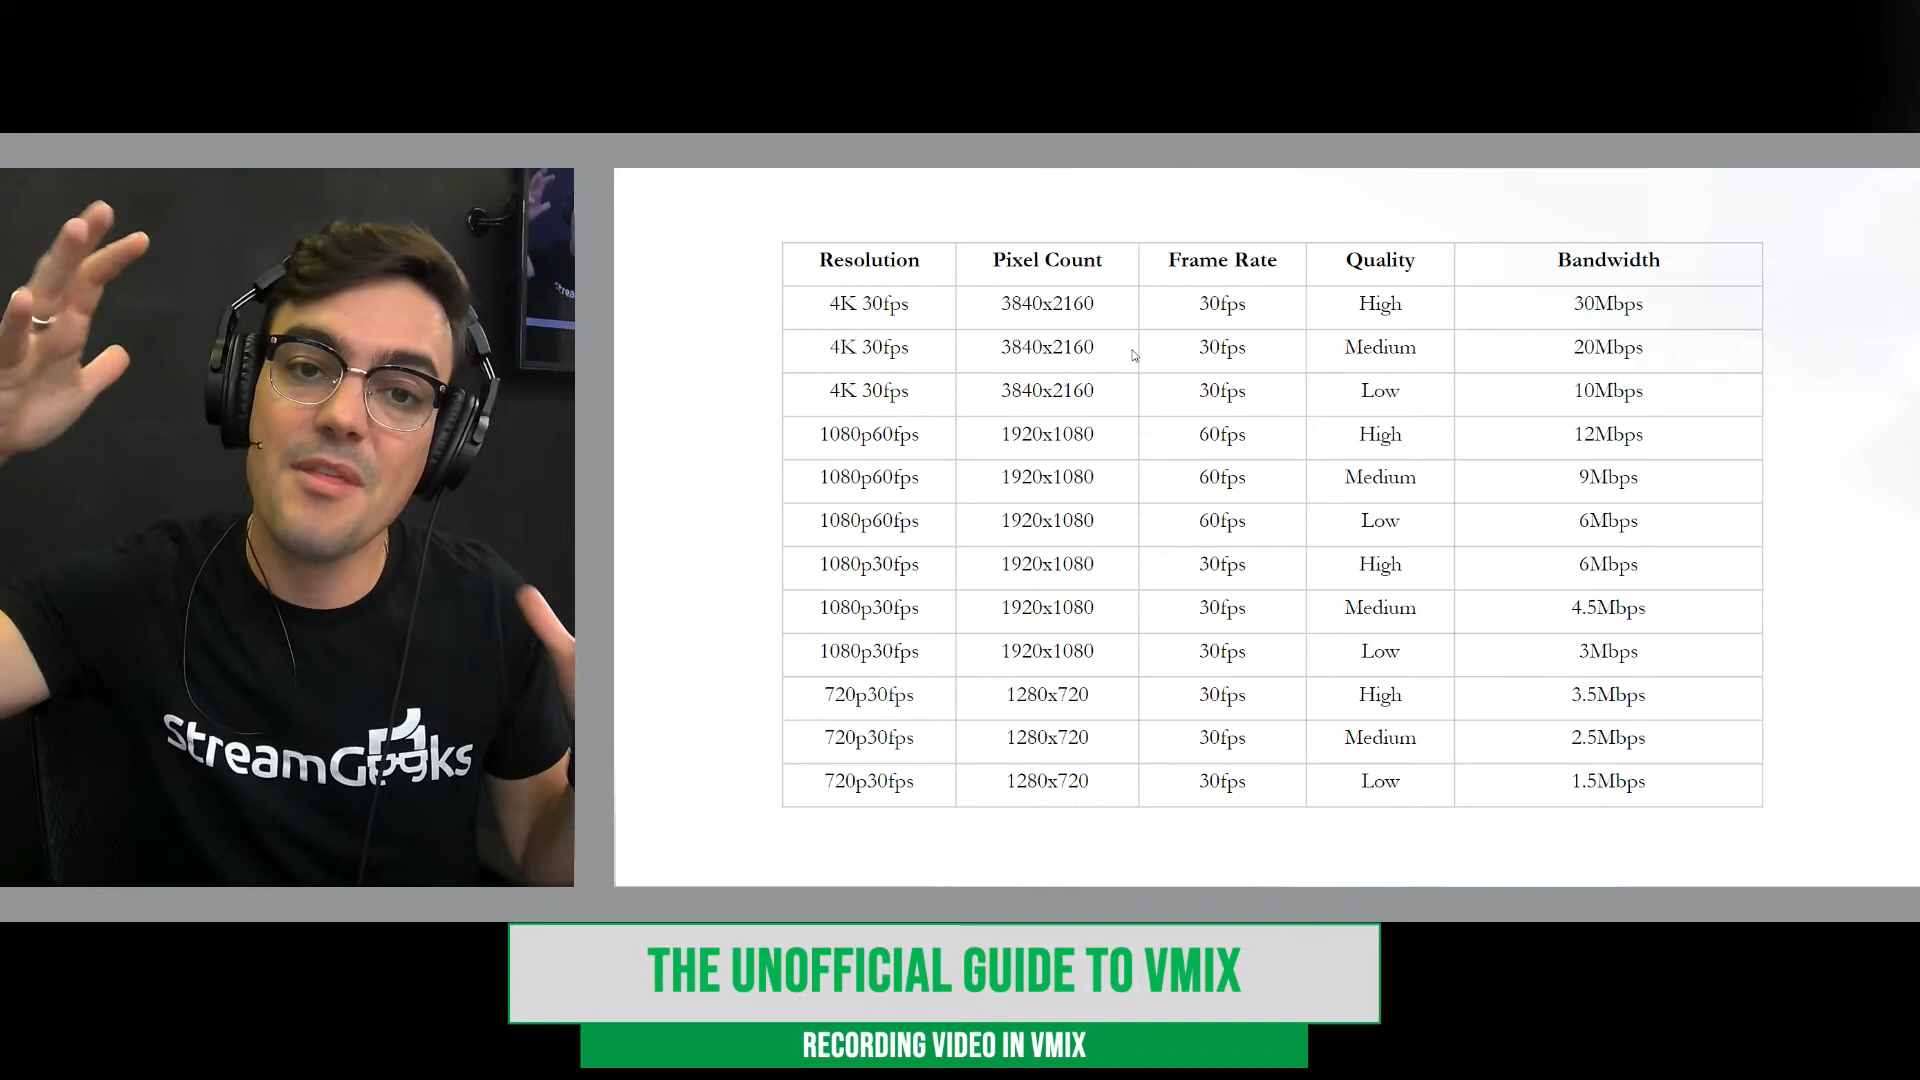 Resolution Pixel Count Frame Rate Quality Bandwidth
4K 30fps 3840x2160 30fps High 30Mbps
4K 30fps 3840x2160 30fps Medium 20Mbps
4K 30fps 3840x2160 30fps Low 10Mbps
1080p60fps 1920x1080 60fps High 12Mbps
1080p60fps 1920x1080 60fps Medium 9Mbps
1080p60fps 1920x1080 60fps Low 6Mbps
1080p30fps 1920x1080 30fps High 6Mbps
1080p30fps 1920x1080 30fps Medium 4.5Mbps
1080p30fps 1920x1080 30fps Low 3Mbps
720p30fps 1280x720 30fps High 3.5Mbps
720p30fps 1280x720 30fps Medium 2.5Mbps
720p30fps 1280x720 30fps Low 1.5Mbps
streamGeeks
THE UNOFFICIAL GUIDE TO VMIX
RECORDING VIDEO IN VMIX